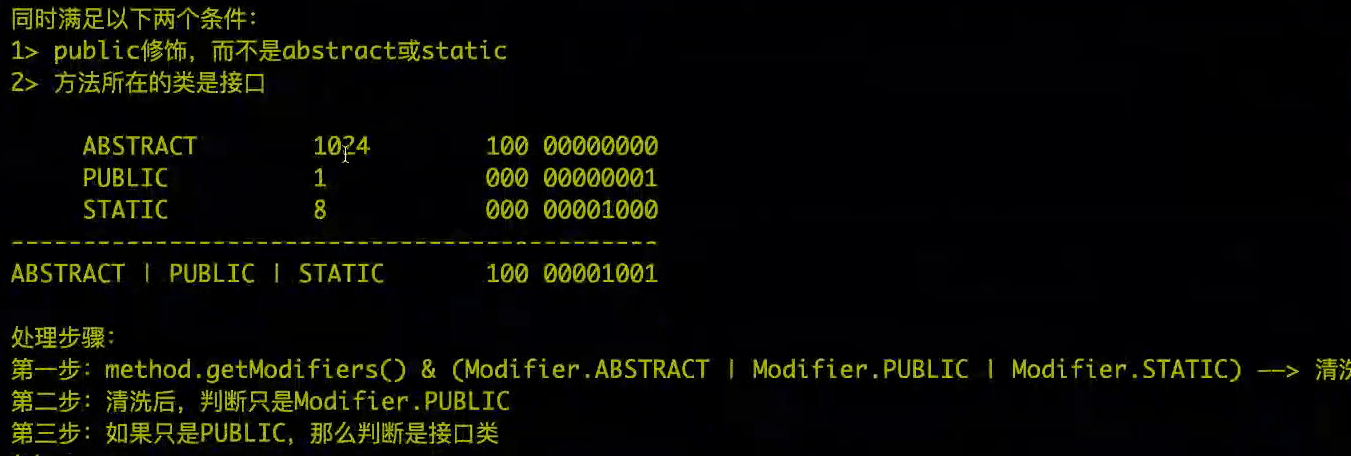 同时满足以下两个条件:
1> public修饰，而不是abstract或static
2> 方法所在的类是接口
ABSTRACT 1024 100 00000000
PUBLIC 1 000 00000001
STATIC 8 000 00001000
---------------------------------------------
ABSTRACT | PUBLIC | STATIC 100 00001001
处理步骤:
第一步: method.getModifiers() & (Modifier.ABSTRACT | Modifier.PUBLIC | Modifier.STATIC) ——> 清
第二步: 清洗后，判断只是Modifier.PUBLIC
第三步: 如果只是PUBLIC，那么判断是接口类